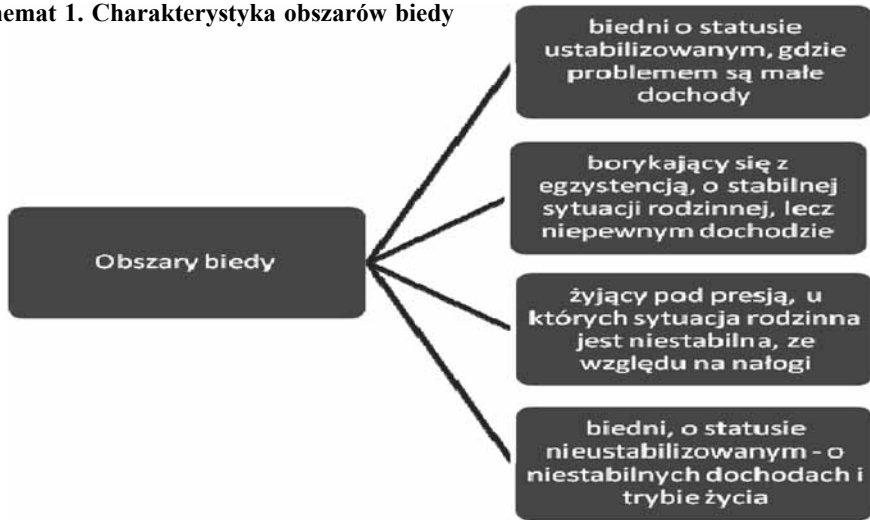 hemat 1. Charakterystyka obszarów biedy
Obszary biedy
biedni o statusie
ustabilizowanym, gdzie
problemem są małe
dochody
borykający się z
egzystencją, o stabilnej
sytuacji rodzinnej, lecz
niepewnym dochodzie
żyjący pod presją, u
których sytuacja rodzinna
jest niestabilna, ze
względu na nałogi
biedni, o statusie
nieustabilizowanym - o
niestabilnych dochodach i
trybie życia